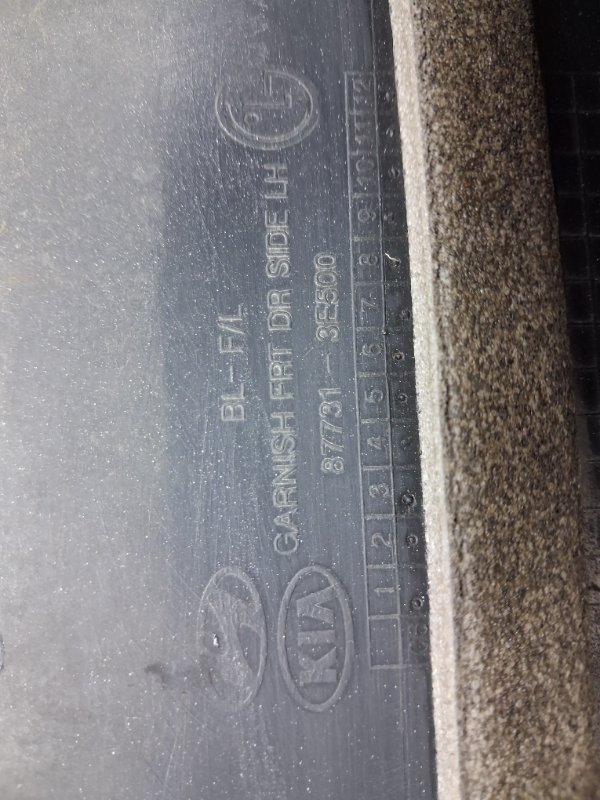 BL-F/L
GARNISH FRT DR SIDE LH
87731-3E500
KIA
1 2 3 4 5 6 7 8 9 10 11 12